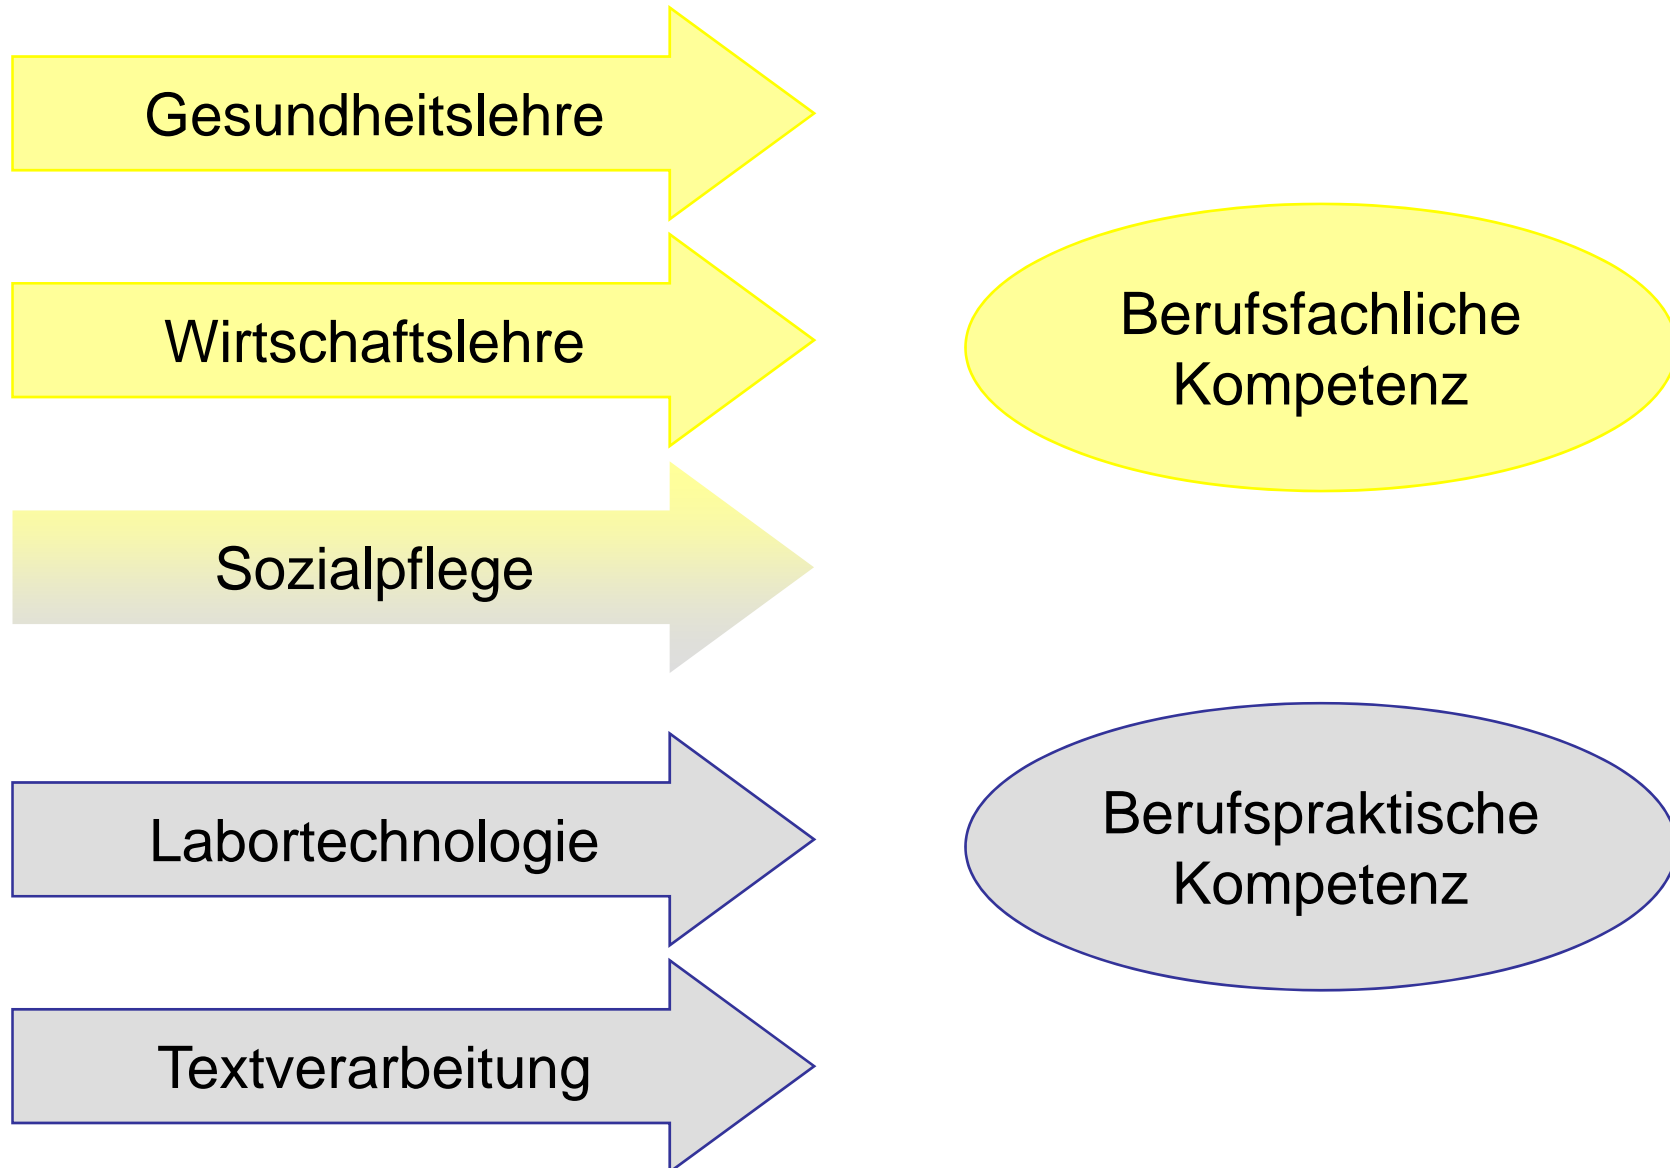 Gesundheitslehre
Wirtschaftslehre
Sozialpflege
Labortechnologie
Textverarbeitung
Berufsfachliche
Kompetenz
Berufspraktische
Kompetenz